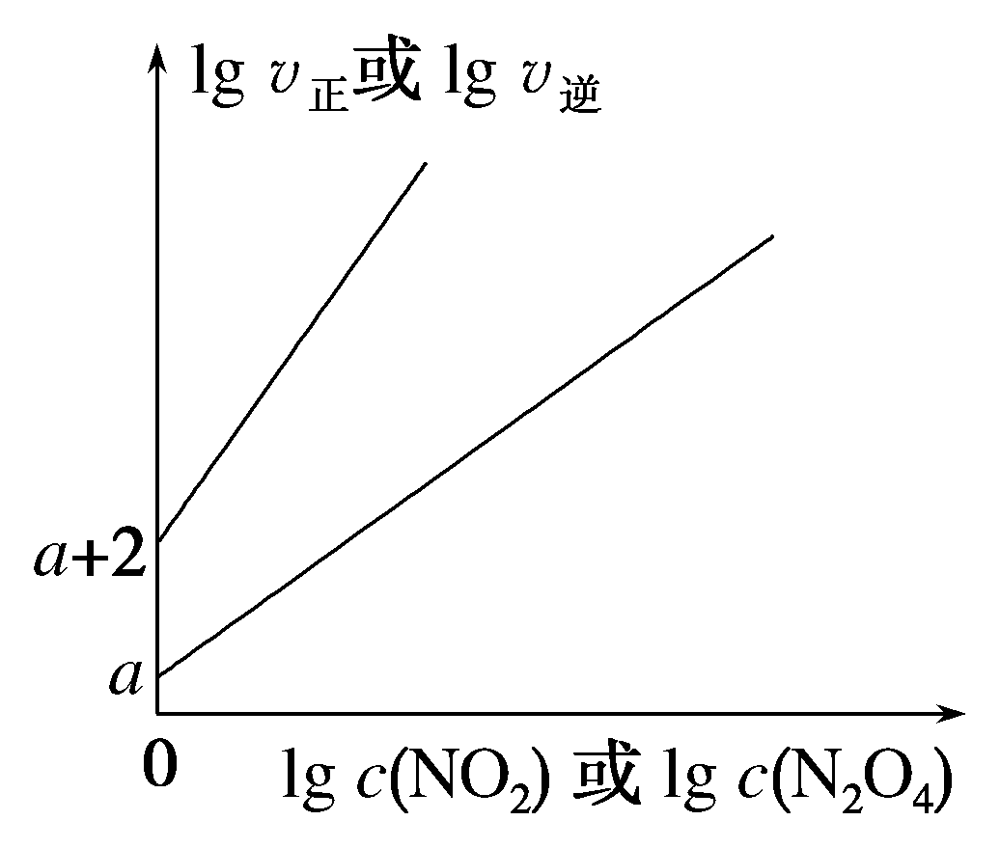 lg v正或 lg v逆
a+2
a
0
lg c(NO₂) 或 lg c(N₂O₄)